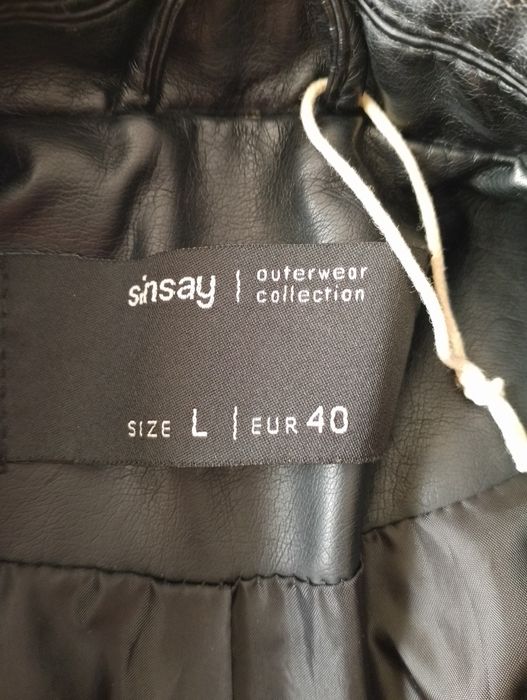 sinsay | outerwear
collection
SIZE L | EUR 40